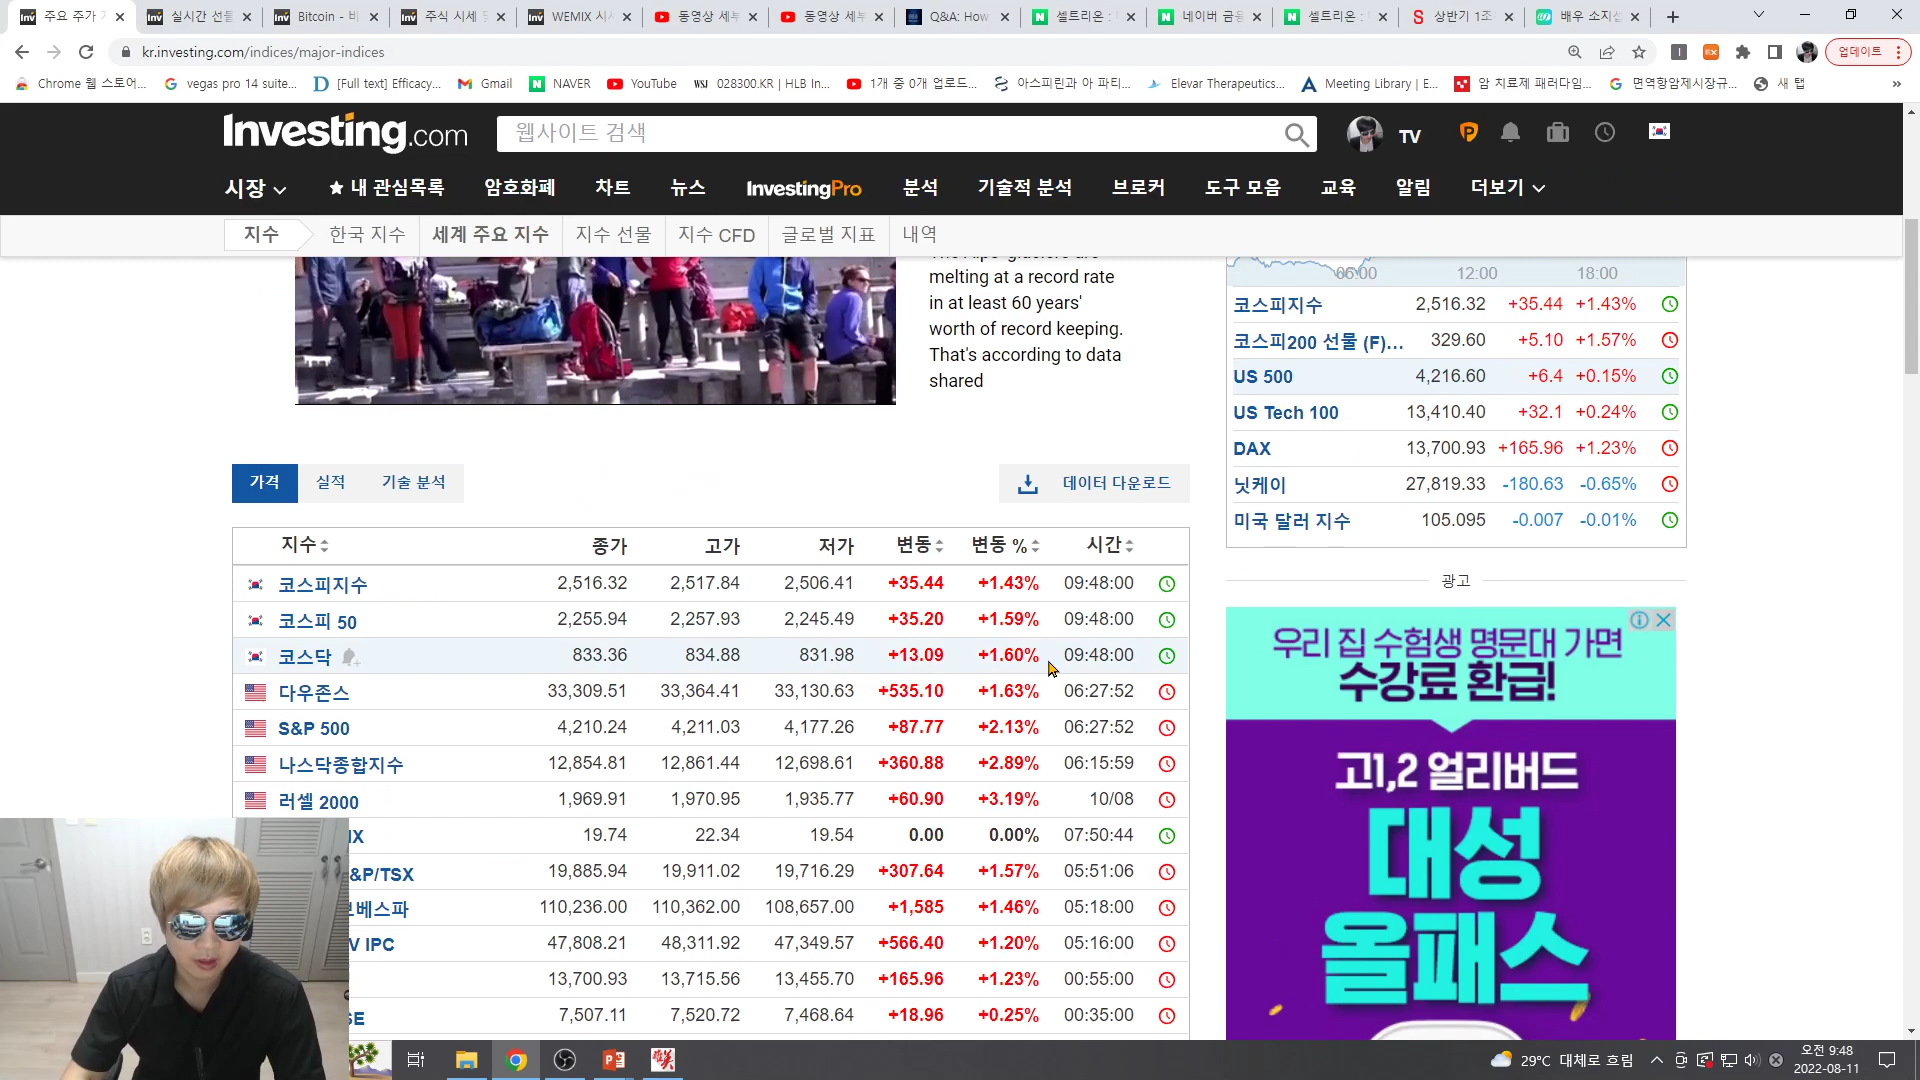 주요 주가 지
실시간 선물
Bitcoin - 비
주식 시세 및
WEMIX 시
동영상 세부
동영상 세부
Q&A: How
셀트리온 :
네이버 금융
셀트리온 :
상반기 1조
배우 소지섭
kr.investing.com/indices/major-indices
업데이트
Chrome 웹 스토어...
vegas pro 14 suite...
[Full text] Efficacy...
Gmail
NAVER
YouTube
028300.KR | HLB In...
1개 중 0개 업로드...
아스피린과 아 파티...
Elevar Therapeutics...
Meeting Library | E...
암 치료제 패러다임...
면역항암제시장규...
새 탭
Investing.com
웹사이트 검색
TV
시장
내 관심목록
암호화폐
차트
뉴스
InvestingPro
분석
기술적 분석
브로커
도구 모음
교육
알림
더보기
지수
한국 지수
세계 주요 지수
지수 선물
지수 CFD
글로벌 지표
내역
The Alps' glaciers are
melting at a record rate
in at least 60 years'
worth of record keeping.
That's according to data
shared
06:00 12:00 18:00
코스피지수 2,516.32 +35.44 +1.43%
코스피200 선물 (F)... 329.60 +5.10 +1.57%
US 500 4,216.60 +6.4 +0.15%
US Tech 100 13,410.40 +32.1 +0.24%
DAX 13,700.93 +165.96 +1.23%
닛케이 27,819.33 -180.63 -0.65%
미국 달러 지수 105.095 -0.007 -0.01%
가격 실적 기술 분석
데이터 다운로드
지수 종가 고가 저가 변동 변동 % 시간
코스피지수 2,516.32 2,517.84 2,506.41 +35.44 +1.43% 09:48:00
코스피 50 2,255.94 2,257.93 2,245.49 +35.20 +1.59% 09:48:00
코스닥 833.36 834.88 831.98 +13.09 +1.60% 09:48:00
다우존스 33,309.51 33,364.41 33,130.63 +535.10 +1.63% 06:27:52
S&P 500 4,210.24 4,211.03 4,177.26 +87.77 +2.13% 06:27:52
나스닥종합지수 12,854.81 12,861.44 12,698.61 +360.88 +2.89% 06:15:59
러셀 2000 1,969.91 1,970.95 1,935.77 +60.90 +3.19% 10/08
IX 19.74 22.34 19.54 0.00 0.00% 07:50:44
&P/TSX 19,885.94 19,911.02 19,716.29 +307.64 +1.57% 05:51:06
보베스파 110,236.00 110,362.00 108,657.00 +1,585 +1.46% 05:18:00
V IPC 47,808.21 48,311.92 47,349.57 +566.40 +1.20% 05:16:00
13,700.93 13,715.56 13,455.70 +165.96 +1.23% 00:55:00
SE 7,507.11 7,520.72 7,468.64 +18.96 +0.25% 00:35:00
광고
우리 집 수험생 명문대 가면
수강료 환급!
고1,2 얼리버드
대성
올패스
29°C 대체로 흐림
오전 9:48
2022-08-11